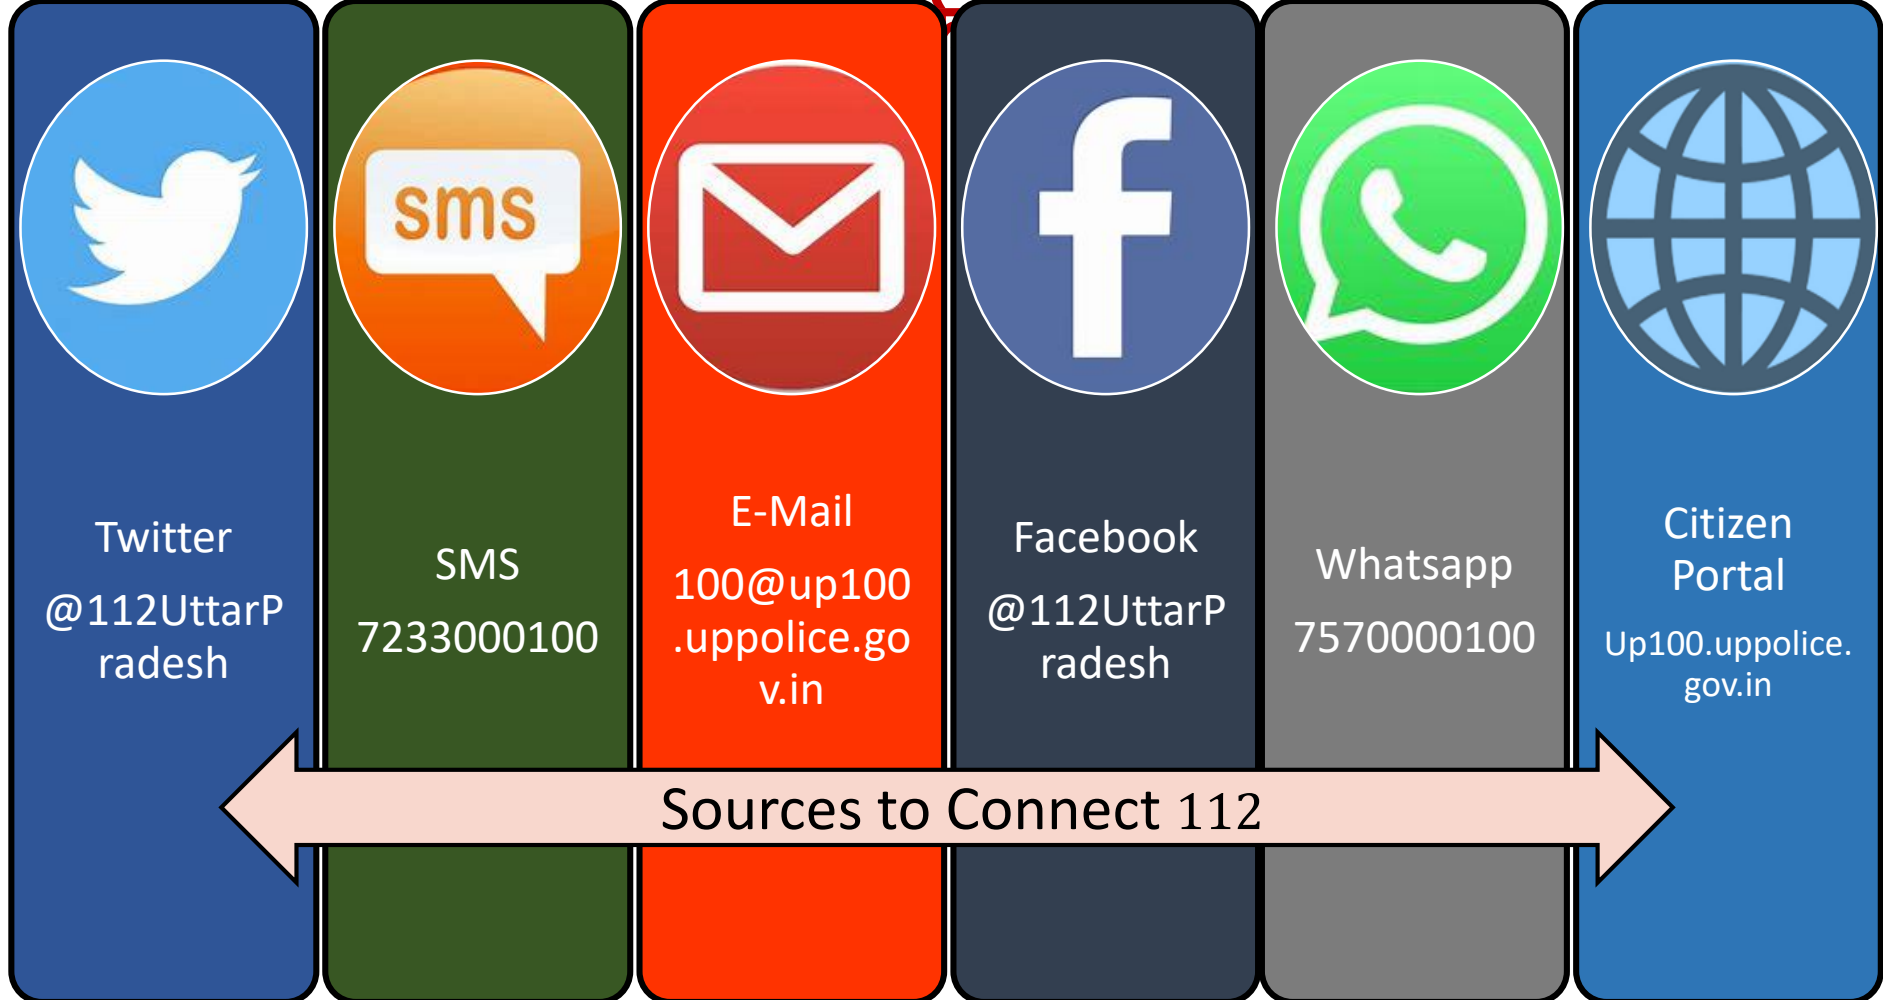 sms
Twitter
@112UttarP
radesh
SMS
7233000100
E-Mail
100@up100
.uppolice.go
v.in
Facebook
@112UttarP
radesh
Whatsapp
7570000100
Citizen
Portal
Up100.uppolice.
gov.in
Sources to Connect 112